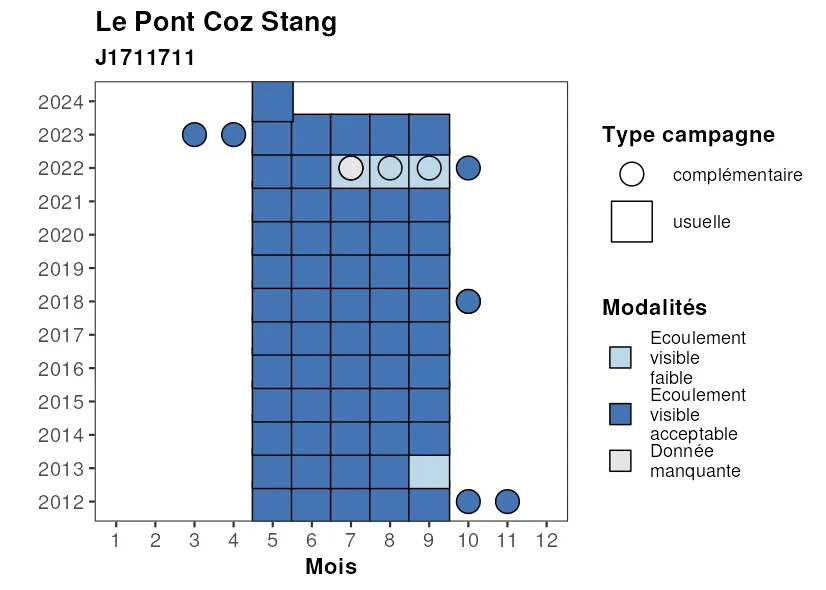 Le Pont Coz Stang
J1711711
2024
2023
2022
2021
2020
2019
2018
2017
2016
2015
2014
2013
2012
1 2 3 4 5 6 7 8 9 10 11 12
Mois
Type campagne
complémentaire
usuelle
Modalités
Ecoulement
visible
faible
Ecoulement
visible
acceptable
Donnée
manquante